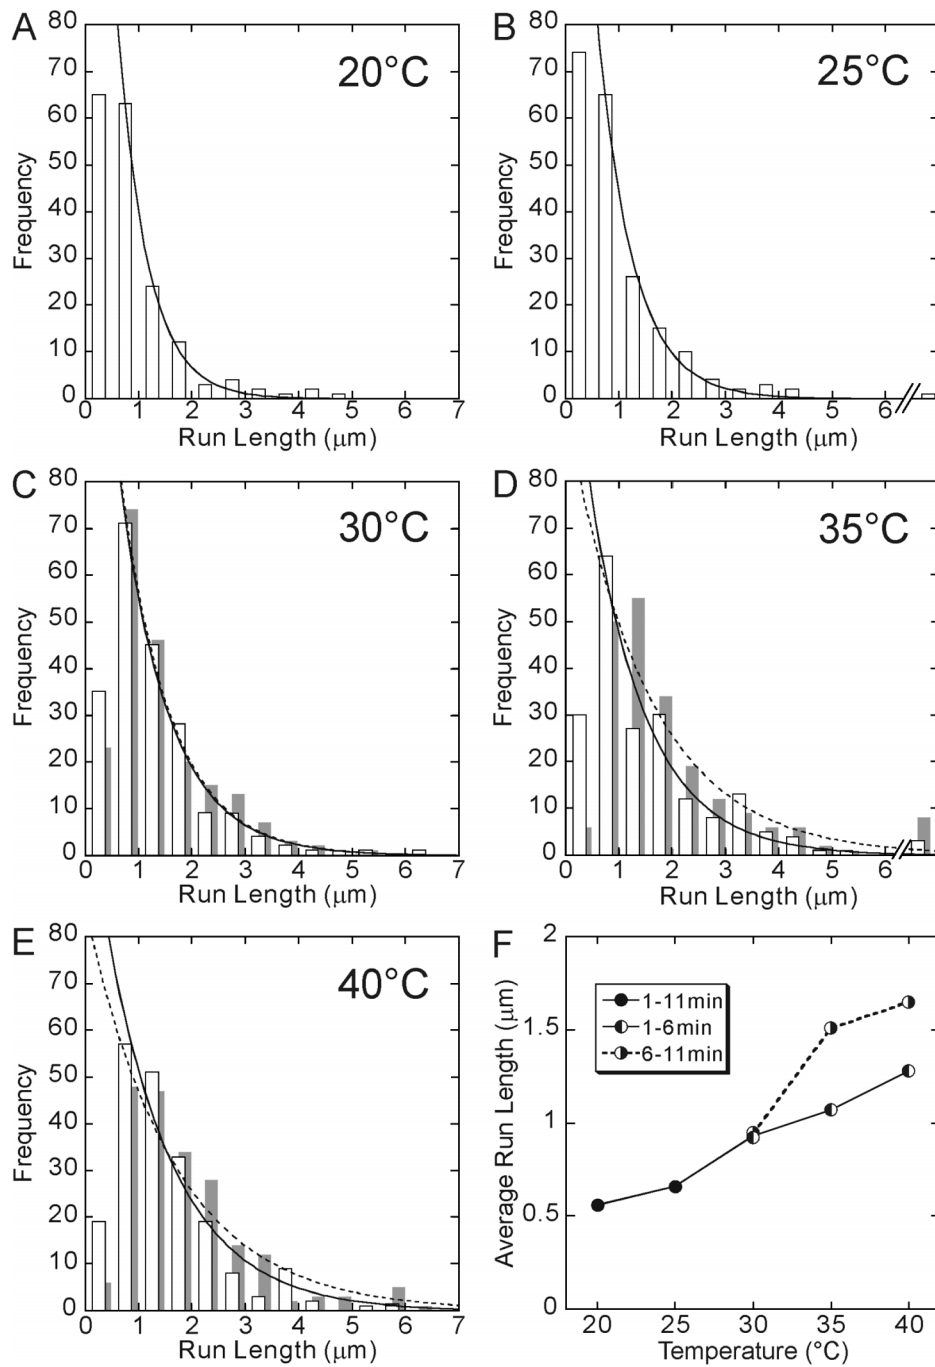 A
20°C
80
70
60
50
40
30
20
10
0
Frequency
0 1 2 3 4 5 6 7
Run Length (μm)
B
25°C
80
70
60
50
40
30
20
10
0
Frequency
0 1 2 3 4 5 6
Run Length (μm)
C
30°C
80
70
60
50
40
30
20
10
0
Frequency
0 1 2 3 4 5 6 7
Run Length (μm)
D
35°C
80
70
60
50
40
30
20
10
0
Frequency
0 1 2 3 4 5 6
Run Length (μm)
E
40°C
80
70
60
50
40
30
20
10
0
Frequency
0 1 2 3 4 5 6 7
Run Length (μm)
F
2
1.5
1
0.5
0
Average Run Length (μm)
1-11min
1-6min
6-11min
20 25 30 35 40
Temperature (°C)